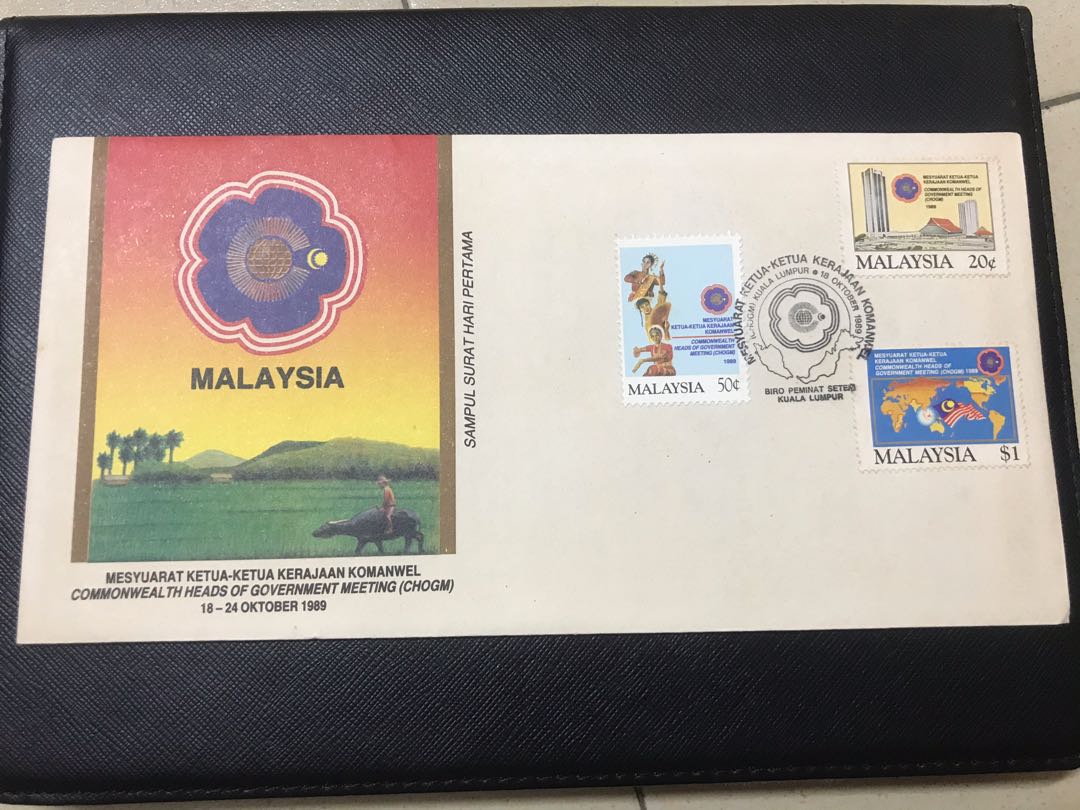 MALAYSIA
MESYUARAT KETUA-KETUA KERAJAAN KOMANWEL
COMMONWEALTH HEADS OF GOVERNMENT MEETING (CHOGM)
18 – 24 OKTOBER 1989
SAMPUL SURAT HARI PERTAMA
MESYUARAT
KETUA-KETUA KERAJAAN
KOMANWEL
COMMONWEALTH
HEADS OF GOVERNMENT
MEETING (CHOGM)
1989
MALAYSIA 50¢
MESYUARAT KETUA-KETUA KERAJAAN KOMANWEL
(CHOGM) KUALA LUMPUR • 18 OKTOBER 1989
BIRO PEMINAT SETEM
KUALA LUMPUR
MESYUARAT KETUA-KETUA
KERAJAAN KOMANWEL
COMMONWEALTH HEADS OF
GOVERNMENT MEETING
(CHOGM)
1989
MALAYSIA 20¢
MESYUARAT KETUA-KETUA
KERAJAAN KOMANWEL
COMMONWEALTH HEADS OF
GOVERNMENT MEETING (CHOGM) 1989
MALAYSIA $1